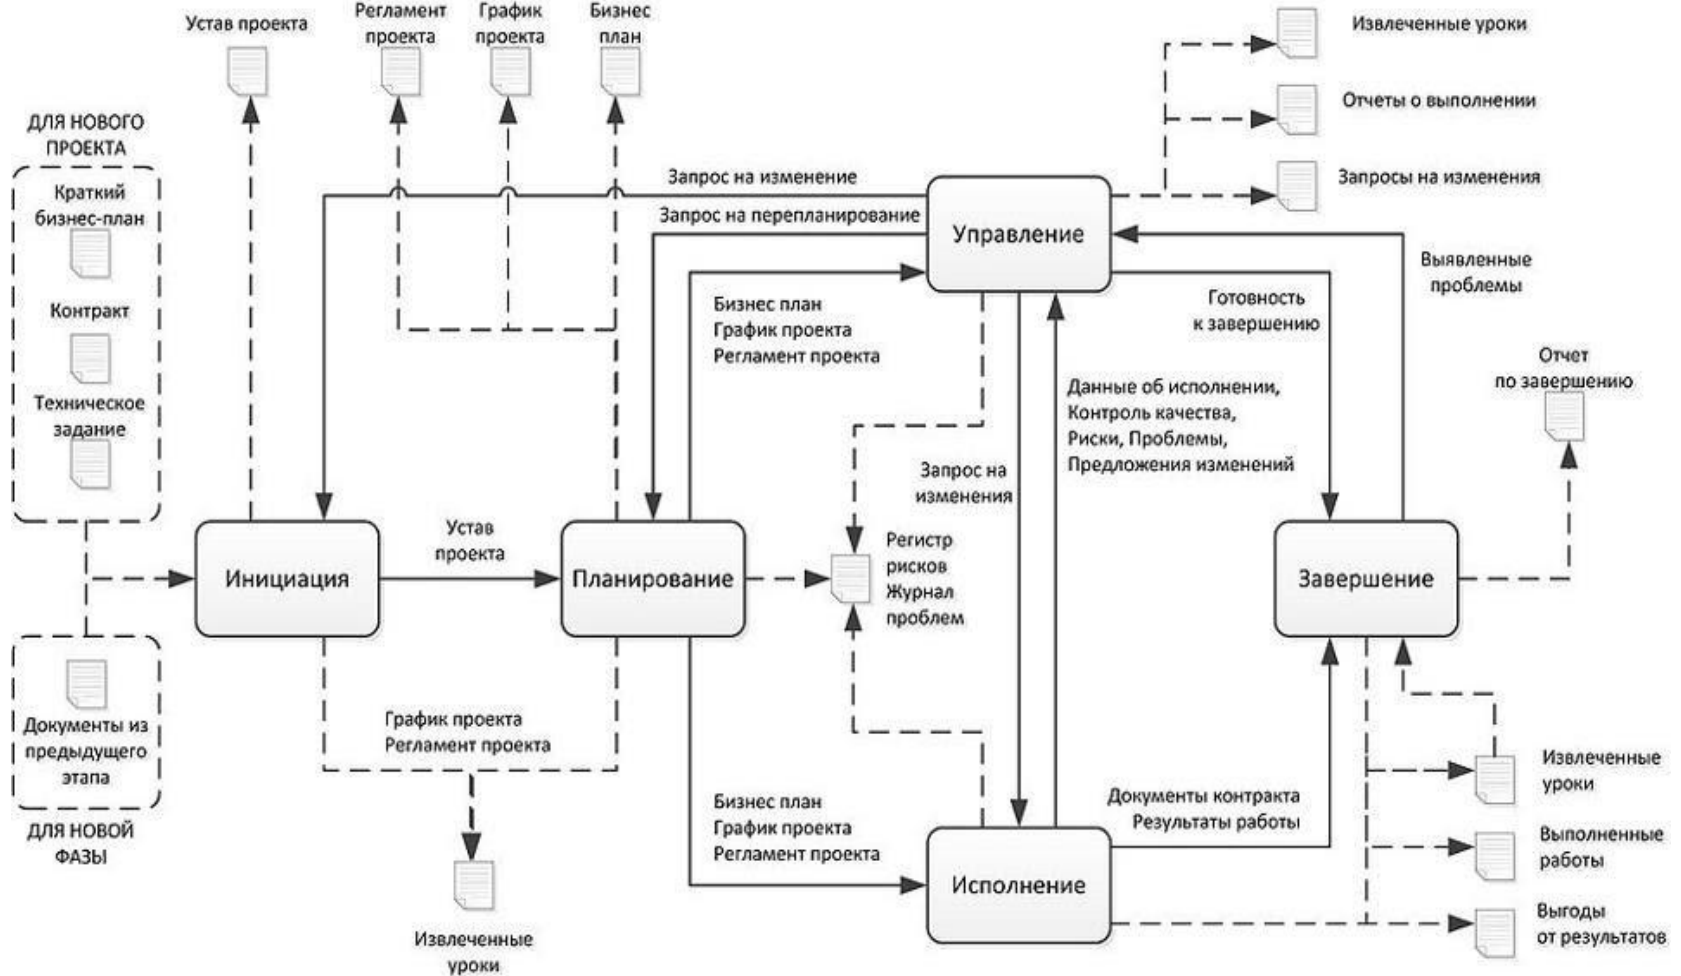 Устав проекта
Регламент
проекта
График
проекта
Бизнес
план
Извлеченные уроки
Отчеты о выполнении
Запросы на изменения
ДЛЯ НОВОГО
ПРОЕКТА
Краткий
бизнес-план
Контракт
Техническое
задание
Запрос на изменение
Запрос на перепланирование
Управление
Выявленные
проблемы
Бизнес план
График проекта
Регламент проекта
Готовность
к завершению
Данные об исполнении,
Контроль качества,
Риски, Проблемы,
Предложения изменений
Отчет
по завершению
Запрос на
изменения
Устав
проекта
Инициация
Планирование
Регистр
рисков
Журнал
проблем
Завершение
Документы из
предыдущего
этапа
ДЛЯ НОВОЙ
ФАЗЫ
График проекта
Регламент проекта
Извлеченные
уроки
Бизнес план
График проекта
Регламент проекта
Исполнение
Документы контракта
Результаты работы
Извлеченные
уроки
Выполненные
работы
Выгоды
от результатов